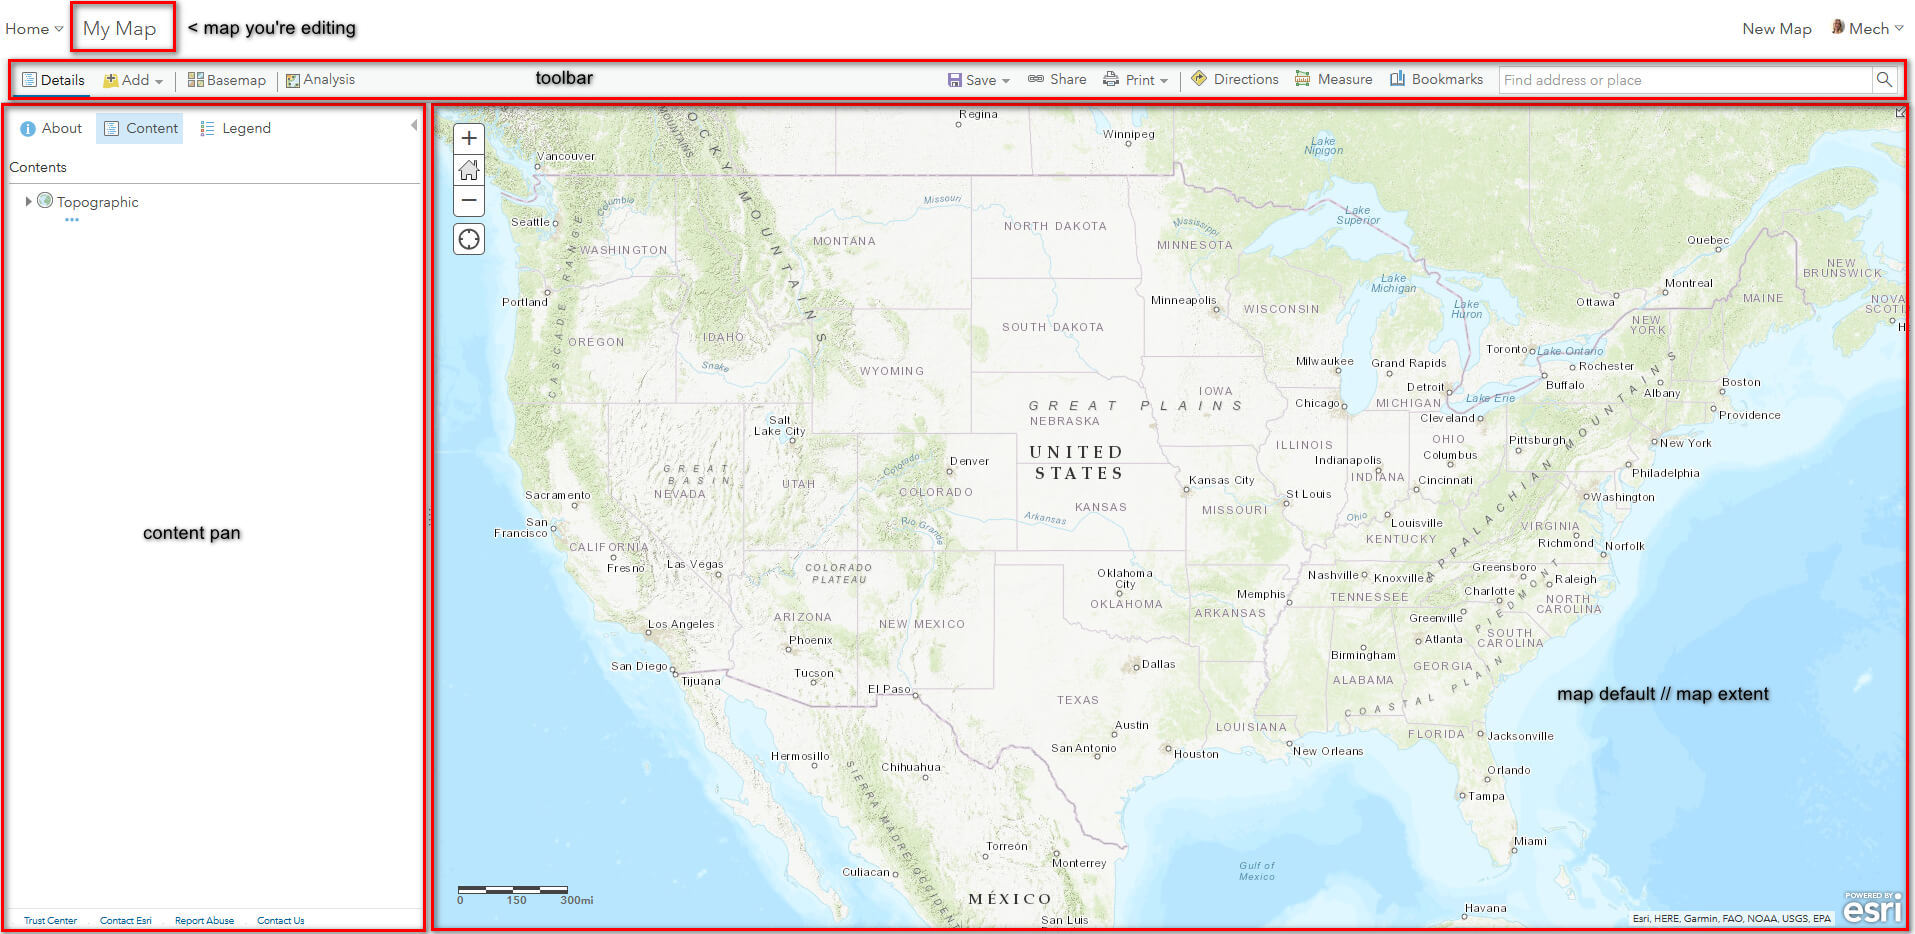 Home
My Map
< map you're editing
New Map
Mech
Details
Add
Basemap
Analysis
toolbar
Save
Share
Print
Directions
Measure
Bookmarks
Find address or place
About
Content
Legend
Contents
Topographic
content pan
Trust Center
Contact Esri
Report Abuse
Contact Us
Regina
Winnipeg
Lake
Nipigon
ROCKY MOUNTAINS
MOUNTAINS
Vancouver
Seattle
Columbia
WASHINGTON
CASCADE RANGE
Portland
OREGON
IDAHO
Snake
MONTANA
Missouri
NORTH DAKOTA
MINNESOTA
Mississippi
Lake
Superior
Quebec
NEW
BRUNSWICK
Montreal
MAINE
Ottawa
NOVA
SCOTI
H
Minneapolis
WISCONSIN
Lake
Michigan
Lake
Huron
SOUTH DAKOTA
WYOMING
NEW
YORK
Toronto
Lake Ontario
Rochester
Buffalo
Albany
Boston
Providence
Milwaukee
Grand Rapids
Detroit
MICHIGAN
Lake Erie
Chicago
Cleveland
IOWA
GREAT PLAINS
NEBRASKA
Salt
Lake City
UNITED
STATES
ILLINOIS
Indianapolis
INDIANA
OHIO
Columbus
Pittsburgh
New York
Philadelphia
Washington
Cincinnati
APPALACHIAN MOUNTAINS
GREAT
BASIN
NEVADA
UTAH
Colorado
Denver
COLORADO
Kansas City
St Louis
KANSAS
MISSOURI
Arkansas
Ohio
Louisville
KENTUCKY
VIRGINIA
Richmond
Norfolk
Sacramento
San
Francisco
CALIFORNIA
Fresno
Las Vegas
Rio Grande
COLORADO
PLATEAU
Oklahoma
City
OKLAHOMA
Nashville
Knoxville
Greensboro
Raleigh
Memphis
TENNESSEE
Charlotte
NORTH
CAROLINA
PIEDMONT
ARKANSAS
Greenville
Atlanta
SOUTH
CAROLINA
Los Angeles
ARIZONA
NEW MEXICO
Phoenix
San Diego
Tijuana
Tucson
El Paso
Dallas
TEXAS
Birmingham
ALABAMA
GEORGIA
COASTAL PLAIN
map default // map extent
Austin
San Antonio
Houston
LOUISIANA
New Orleans
FLORIDA
Jacksonville
Orlando
Tampa
Miami
Hermosillo
Chihuahua
SIERRA MADRE OCCIDENT
Torreón
Monterrey
Culiacan
Gulf of
Mexico
MÉXICO
San Luis
Havana
0 150 300mi
Esri, HERE, Garmin, FAO, NOAA, USGS, EPA
POWERED BY
esri